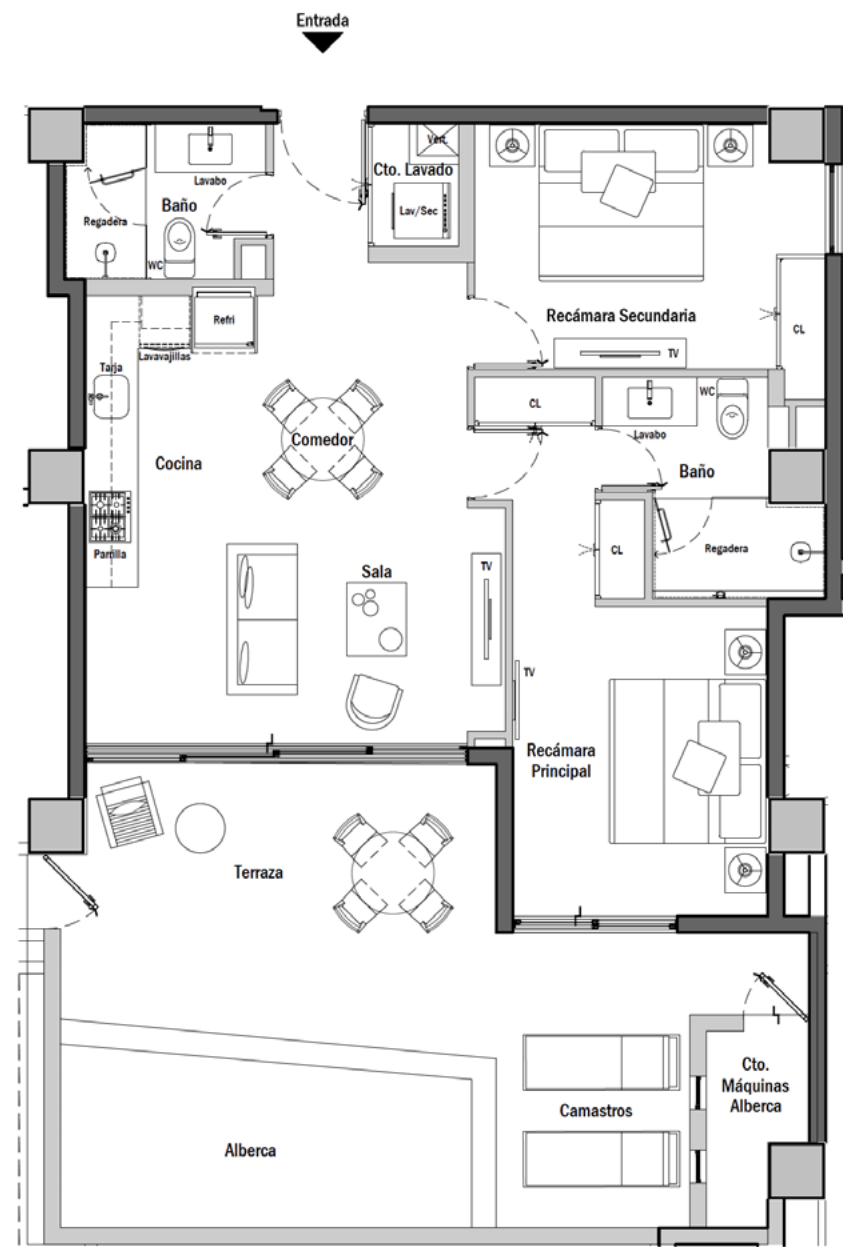 Entrada
Vert.
Cto. Lavado
Lav/Sec
Lavabo
Baño
Regadera
WC
Refri
Lavavajillas
Tarja
Cocina
Parrilla
Comedor
Sala
TV
Recámara Secundaria
TV
CL
CL
WC
Lavabo
Baño
CL
Regadera
TV
Recámara
Principal
Terraza
Camastros
Cto.
Máquinas
Alberca
Alberca